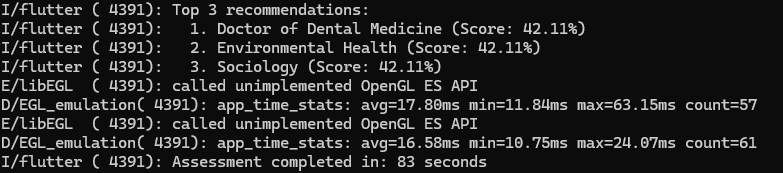 I/flutter ( 4391): Top 3 recommendations:
I/flutter ( 4391):   1. Doctor of Dental Medicine (Score: 42.11%)
I/flutter ( 4391):   2. Environmental Health (Score: 42.11%)
I/flutter ( 4391):   3. Sociology (Score: 42.11%)
E/libEGL  ( 4391): called unimplemented OpenGL ES API
D/EGL_emulation( 4391): app_time_stats: avg=17.80ms min=11.84ms max=63.15ms count=57
E/libEGL  ( 4391): called unimplemented OpenGL ES API
D/EGL_emulation( 4391): app_time_stats: avg=16.58ms min=10.75ms max=24.07ms count=61
I/flutter ( 4391): Assessment completed in: 83 seconds